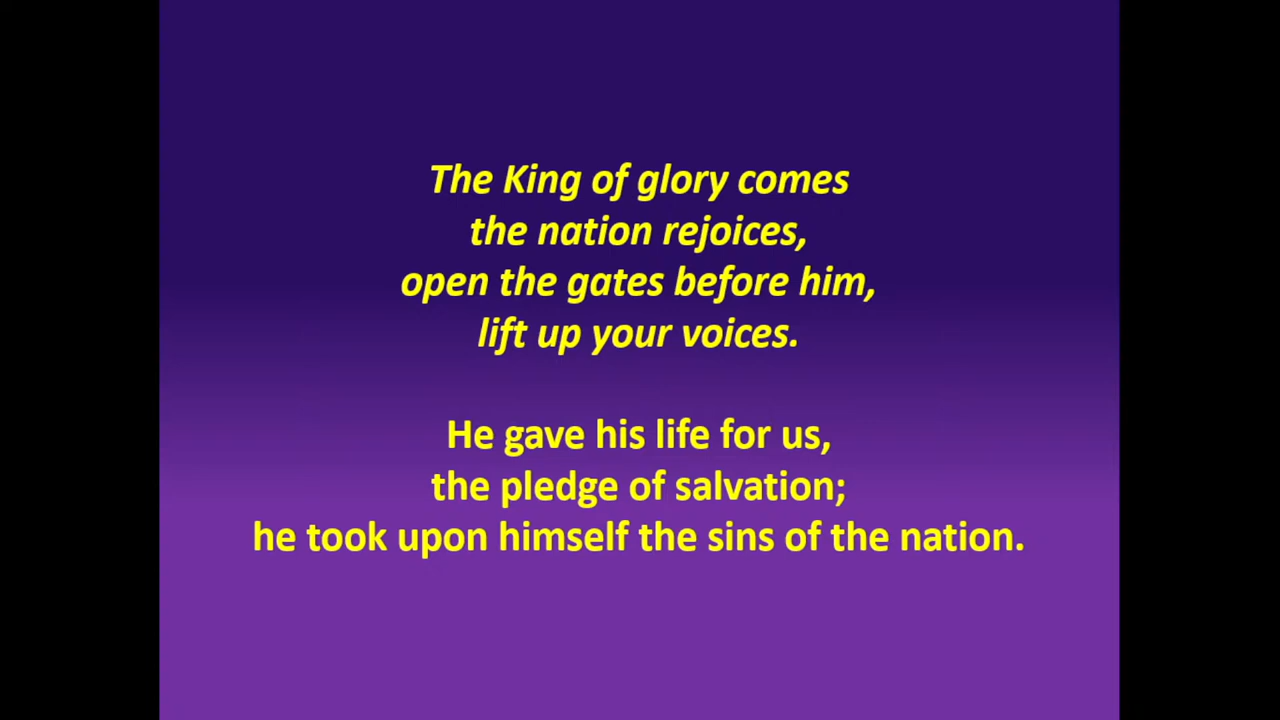 The King of glory comes
the nation rejoices,
open the gates before him,
lift up your voices.
He gave his life for us,
the pledge of salvation;
he took upon himself the sins of the nation.